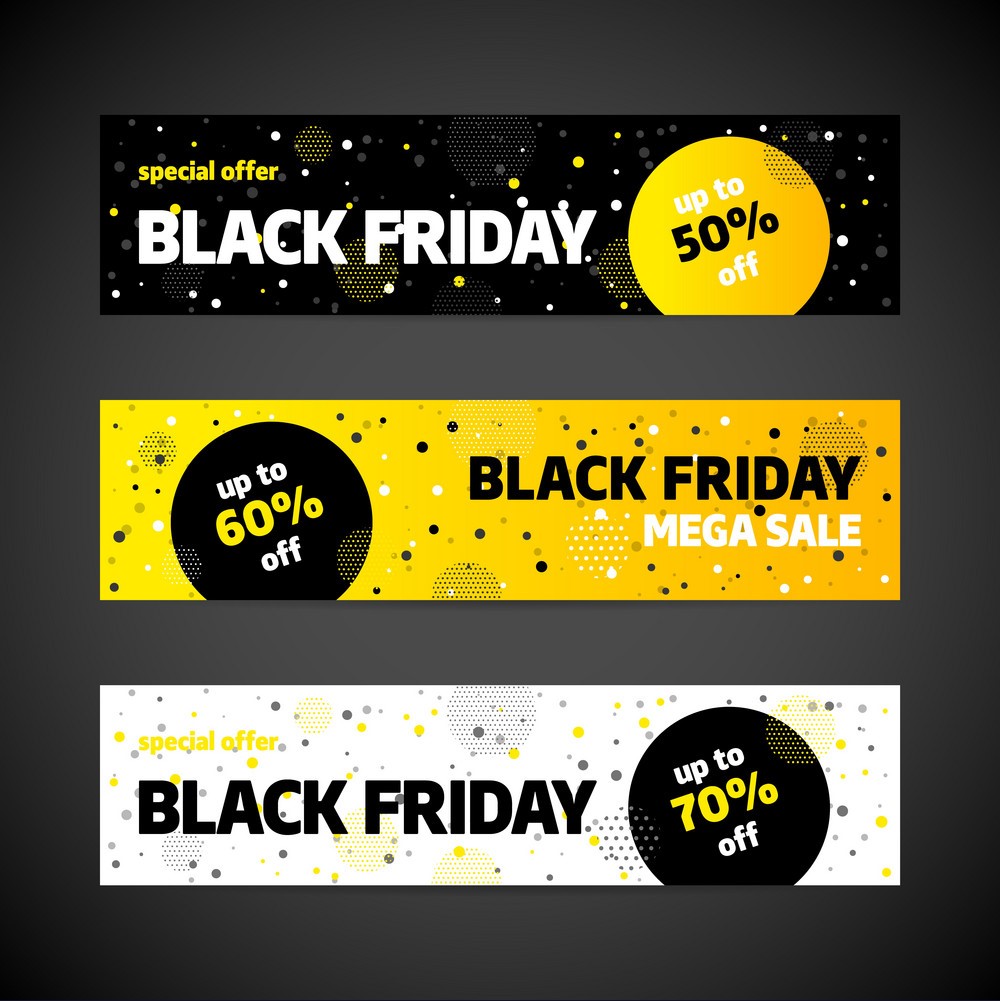 special offer
BLACK FRIDAY
up to
50%
off
up to
60%
off
BLACK FRIDAY
MEGA SALE
special offer
BLACK FRIDAY
up to
70%
off